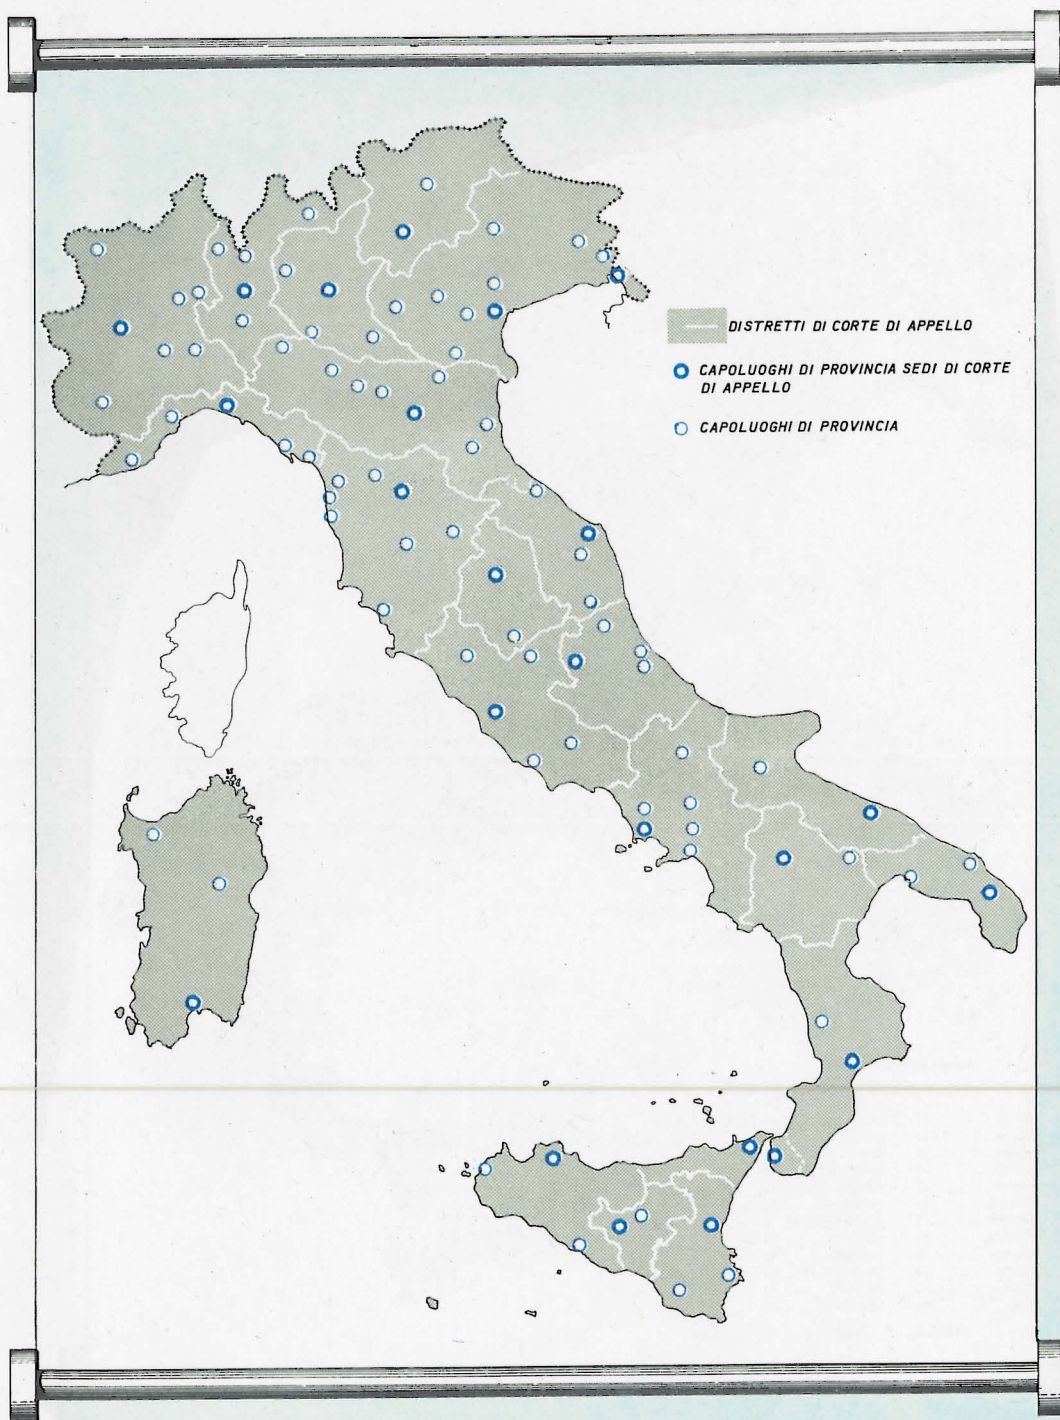 DISTRETTI DI CORTE DI APPELLO
CAPOLUOGHI DI PROVINCIA SEDI DI CORTE
DI APPELLO
CAPOLUOGHI DI PROVINCIA